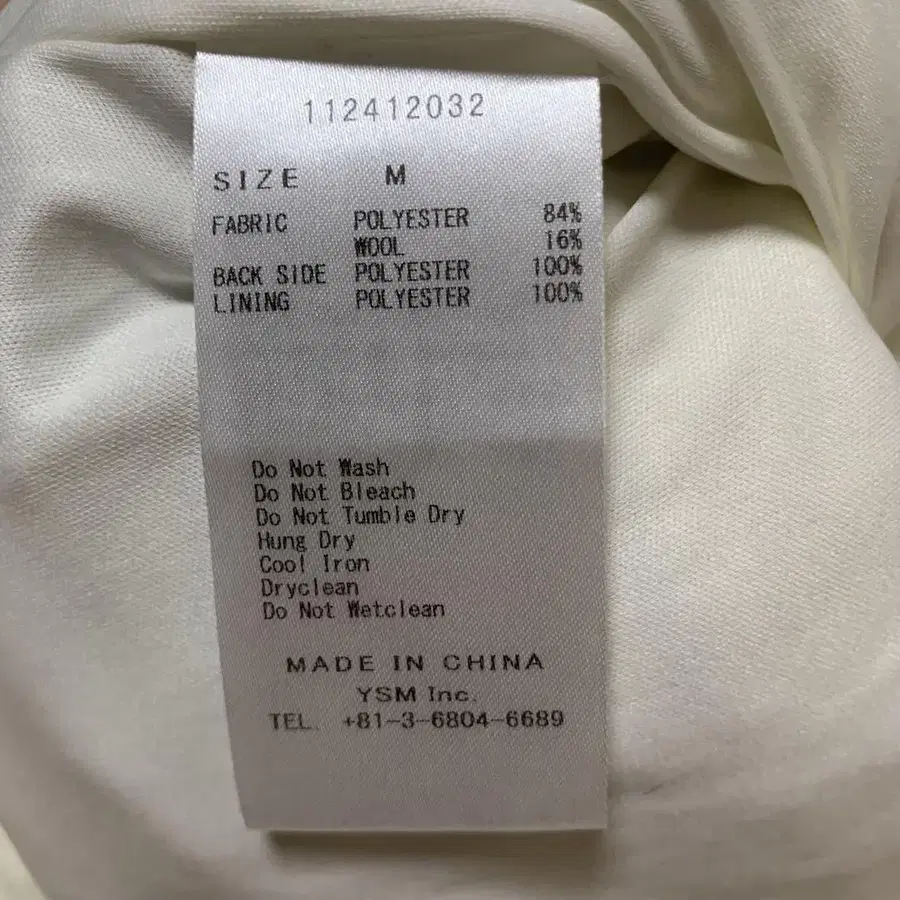 112412032
SIZE M
FABRIC POLYESTER 84%
WOOL 16%
BACK SIDE POLYESTER 100%
LINING POLYESTER 100%
Do Not Wash
Do Not Bleach
Do Not Tumble Dry
Hung Dry
Cool Iron
Dryclean
Do Not Wetclean
MADE IN CHINA
YSM Inc.
TEL. +81-3-6804-6689